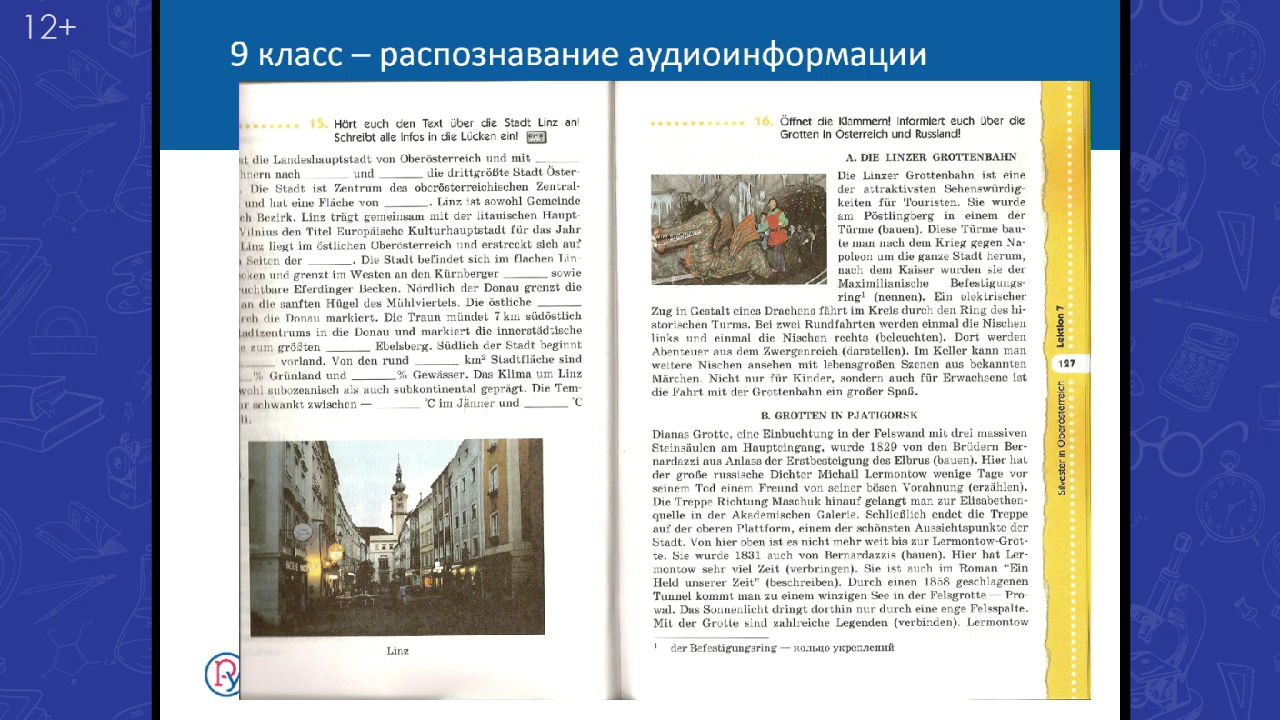 12+
9 класс – распознавание аудиоинформации
15. Hört euch den Text über die Stadt Linz an!
Schreibt alle Infos in die Lücken ein!
die Landeshauptstadt von Oberösterreich und mit ______
nach ______ und ______ die drittgrößte Stadt Öster-
Die Stadt ist Zentrum des oberösterreichischen Zentral-
und hat eine Fläche von ______. Linz ist sowohl Gemeinde
Bezirk. Linz trägt gemeinsam mit der litauischen Haupt-
Vilnius den Titel Europäische Kulturhauptstadt für das Jahr
Linz liegt im östlichen Oberösterreich und erstreckt sich auf
Seiten der ______. Die Stadt befindet sich im flachen Lin-
und grenzt im Westen an den Kürnberger ______ sowie
Eferdinger Becken. Nördlich der Donau grenzt die
an die sanften Hügel des Mühlviertels. Die östliche ______
die Donau markiert. Die Traun mündet 7 km südöstlich
in die Donau und markiert die innerstädtische
zum größten ______ Ebelsberg. Südlich der Stadt beginnt
______ vorland. Von den rund ______ km² Stadtfläche sind
% Grünland und ______% Gewässer. Das Klima um Linz
subozeanisch als auch subkontinental geprägt. Die Tem-
schwankt zwischen — ______ °C im Jänner und ______ °C
Linz
16. Öffnet die Klammern! Informiert euch über die
Grotten in Österreich und Russland!
A. DIE LINZER GROTTENBAHN
Die Linzer Grottenbahn ist eine
der attraktivsten Sehenswürdig-
keiten für Touristen. Sie wurde
am Pöstlingberg in einem der
Türme (bauen). Diese Türme bau-
te man nach dem Krieg gegen Na-
poleon um die ganze Stadt herum,
nach dem Kaiser wurden sie der
Maximilianische Befestigungs-
ring¹ (nennen). Ein elektrischer
Zug in Gestalt eines Drachens fährt im Kreis durch den Ring des hi-
storischen Turms. Bei zwei Rundfahrten werden einmal die Nischen
links und einmal die Nischen rechts (beleuchten). Dort werden
Abenteuer aus dem Zwergenreich (darstellen). Im Keller kann man
weitere Nischen ansehen mit lebensgroßen Szenen aus bekannten
Märchen. Nicht nur für Kinder, sondern auch für Erwachsene ist
die Fahrt mit der Grottenbahn ein großer Spaß.
B. GROTTEN IN PJATIGORSK
Dianas Grotte, eine Einbuchtung in der Felswand mit drei massiven
Steinsäulen am Haupteingang, wurde 1829 von den Brüdern Ber-
nardazzi aus Anlass der Erstbesteigung des Elbrus (bauen). Hier hat
der große russische Dichter Michail Lermontow wenige Tage vor
seinem Tod einem Freund von seiner bösen Vorahnung (erzählen).
Die Treppe Richtung Maschuk hinauf gelangt man zur Elisabethen-
quelle in der Akademischen Galerie. Schließlich endet die Treppe
auf der oberen Plattform, einem der schönsten Aussichtspunkte der
Stadt. Von hier oben ist es nicht mehr weit bis zur Lermontow-Grot-
te. Sie wurde 1831 auch von Bernardazzis (bauen). Hier hat Ler-
montow sehr viel Zeit (verbringen). Sie ist auch im Roman “Ein
Held unserer Zeit” (beschreiben). Durch einen 1858 geschlagenen
Tunnel kommt man zu einem winzigen See in der Felsgrotte — Pro-
wal. Das Sonnenlicht dringt dorthin nur durch eine enge Felsspalte.
Mit der Grotte sind zahlreiche Legenden (verbinden). Lermontow
¹ der Befestigungsring — кольцо укреплений
Lektion 7
127
Silvester in Oberösterreich